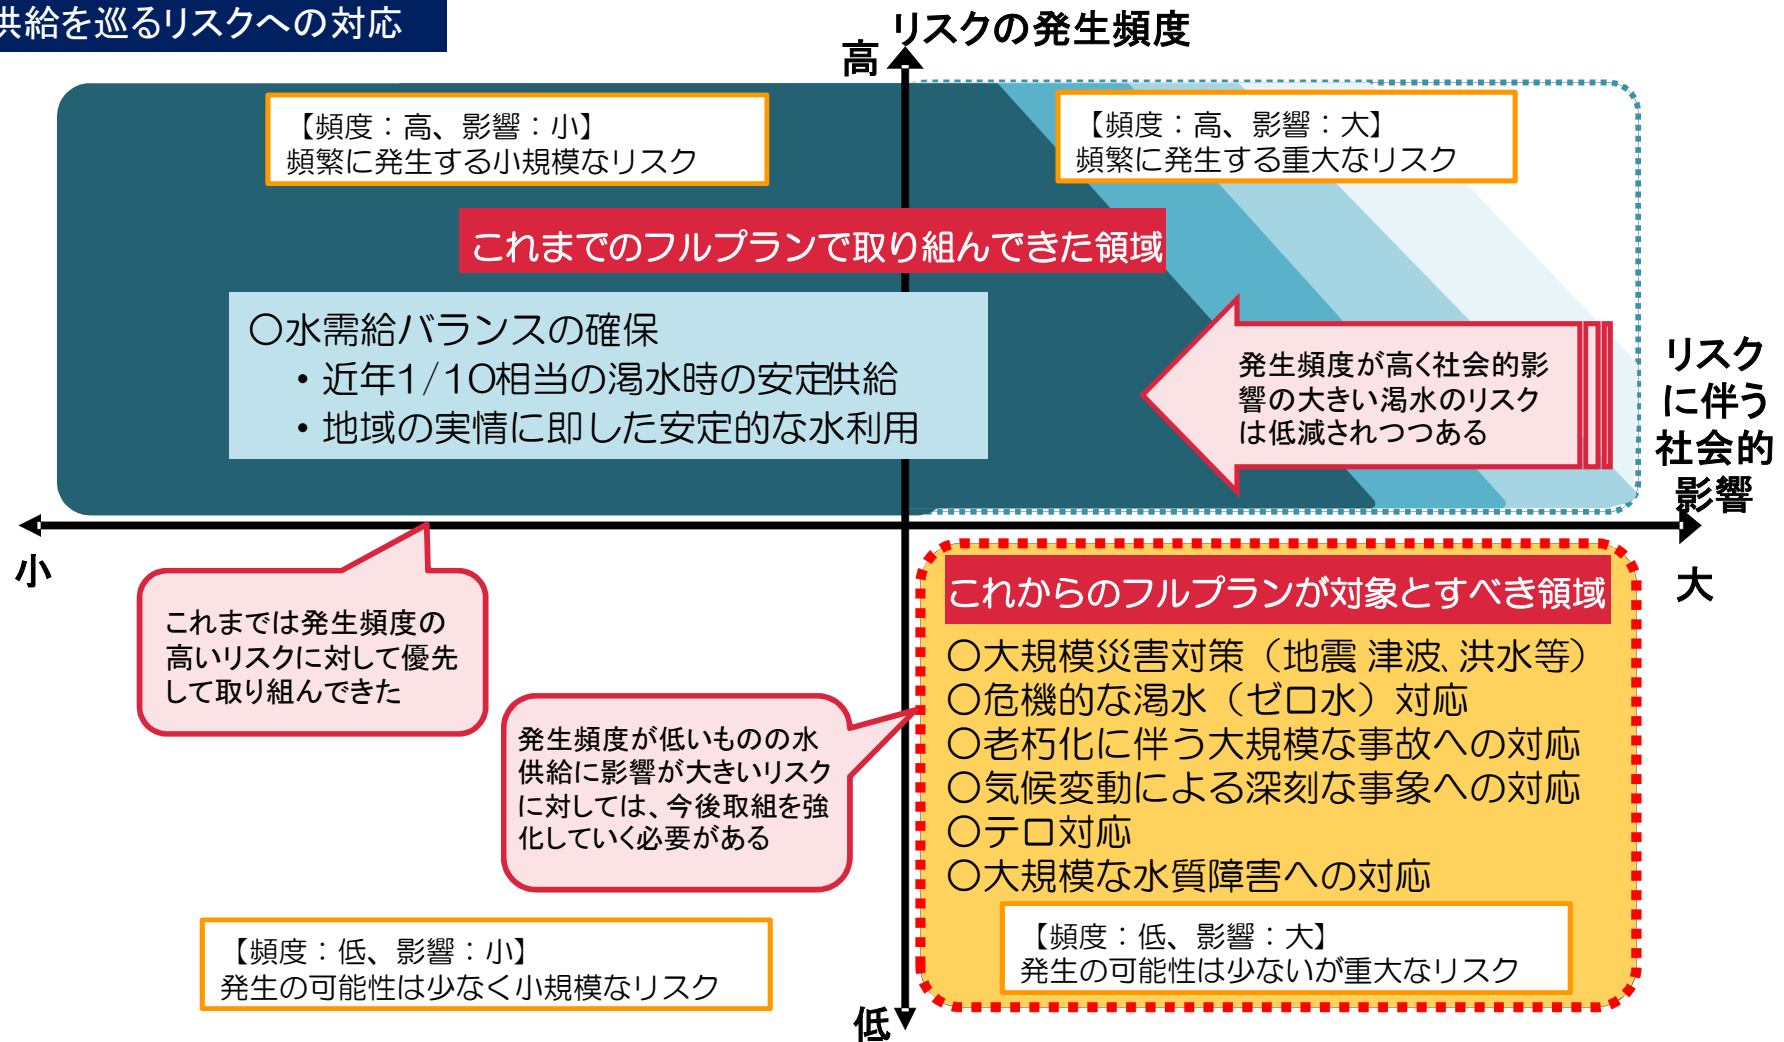 供給を巡るリスクへの対応
リスクの発生頻度
高
【頻度：高、影響：小】
頻繁に発生する小規模なリスク
【頻度：高、影響：大】
頻繁に発生する重大なリスク
これまでのフルプランで取り組んできた領域
○水需給バランスの確保
・近年1/10相当の渇水時の安定供給
・地域の実情に即した安定的な水利用
発生頻度が高く社会的影
響の大きい渇水のリスク
は低減されつつある
リスク
に伴う
社会的
影響
小
大
これまでは発生頻度の
高いリスクに対して優先
して取り組んできた
これからのフルプランが対象とすべき領域
○大規模災害対策（地震 津波、洪水等）
○危機的な渇水（ゼロ水）対応
○老朽化に伴う大規模な事故への対応
○気候変動による深刻な事象への対応
○テロ対応
○大規模な水質障害への対応
発生頻度が低いものの水
供給に影響が大きいリスク
に対しては、今後取組を強
化していく必要がある
【頻度：低、影響：小】
発生の可能性は少なく小規模なリスク
【頻度：低、影響：大】
発生の可能性は少ないが重大なリスク
低